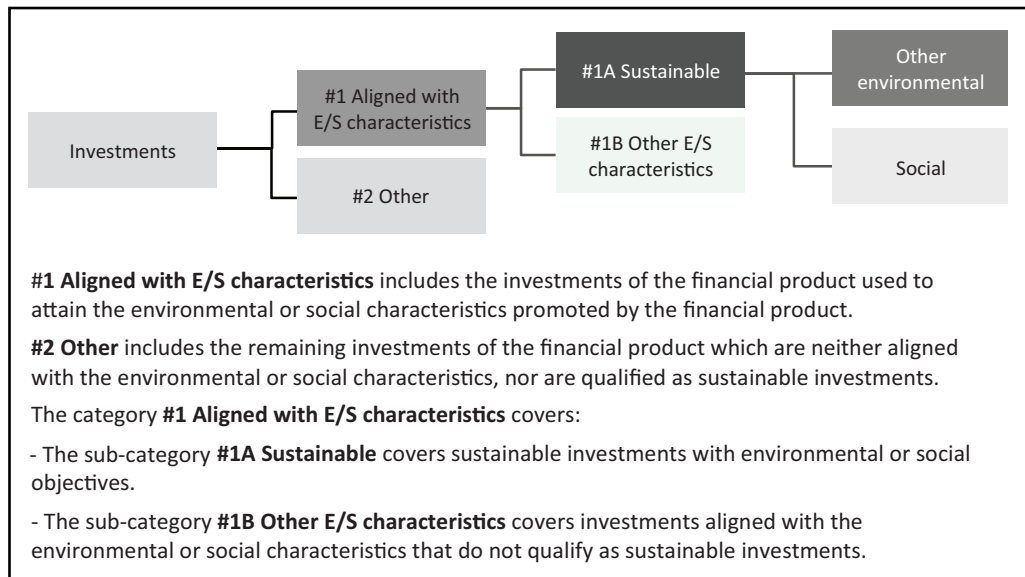 Investments
#1 Aligned with
E/S characteristics
#2 Other
#1A Sustainable
#1B Other E/S
characteristics
Other
environmental
Social
#1 Aligned with E/S characteristics includes the investments of the financial product used to
attain the environmental or social characteristics promoted by the financial product.
#2 Other includes the remaining investments of the financial product which are neither aligned
with the environmental or social characteristics, nor are qualified as sustainable investments.
The category #1 Aligned with E/S characteristics covers:
- The sub-category #1A Sustainable covers sustainable investments with environmental or social
objectives.
- The sub-category #1B Other E/S characteristics covers investments aligned with the
environmental or social characteristics that do not qualify as sustainable investments.